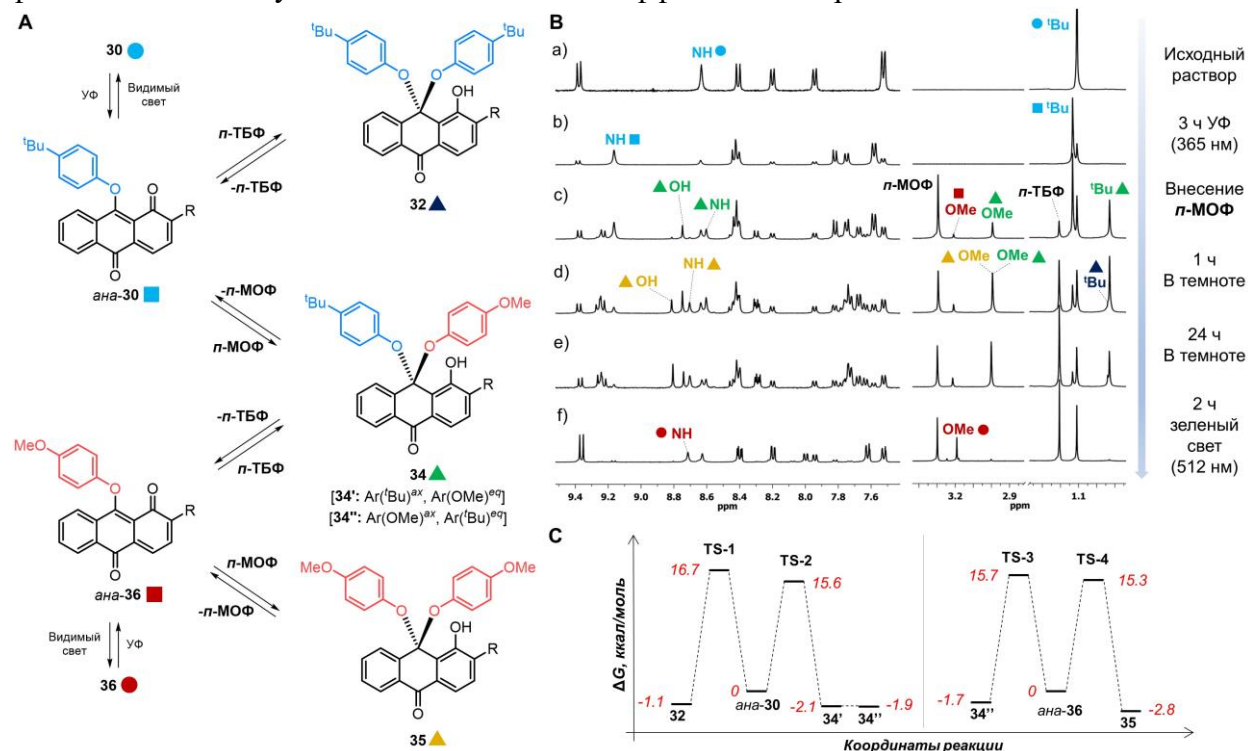 A
30
УФ
Видимый
свет
tBu
O
O
R
O
ана-30
п-ТБФ
-п-ТБФ
tBu
tBu
O
O
OH
R
O
32
-п-МОФ
п-МОФ
tBu
OMe
O
O
OH
R
O
34
[34': Ar(tBu)ax, Ar(OMe)eq]
[34'': Ar(OMe)ax, Ar(tBu)eq]
-п-ТБФ
п-ТБФ
MeO
O
O
R
O
ана-36
п-МОФ
-п-МОФ
Видимый
свет
УФ
36
MeO
OMe
O
O
OH
R
O
35
B
a)
NH
tBu
Исходный
раствор
b)
NH
tBu
3 ч УФ
(365 нм)
c)
OH
NH
п-МОФ
OMe
OMe
п-ТБФ
tBu
Внесение
п-МОФ
d)
OH
NH
OMe
OMe
tBu
1 ч
В темноте
e)
24 ч
В темноте
f)
NH
OMe
2 ч
зеленый
свет
(512 нм)
9.4 9.2 9.0 8.8 8.6 8.4 8.2 8.0 7.8 7.6
ppm
3.2 2.9
ppm
1.1
ppm
C
ΔG, ккал/моль
16.7
TS-1
TS-2
15.6
15.7
TS-3
TS-4
15.3
-1.1
32
0
ана-30
-2.1
34'
34''
-1.9
-1.7
34''
0
ана-36
35
-2.8
Координаты реакции